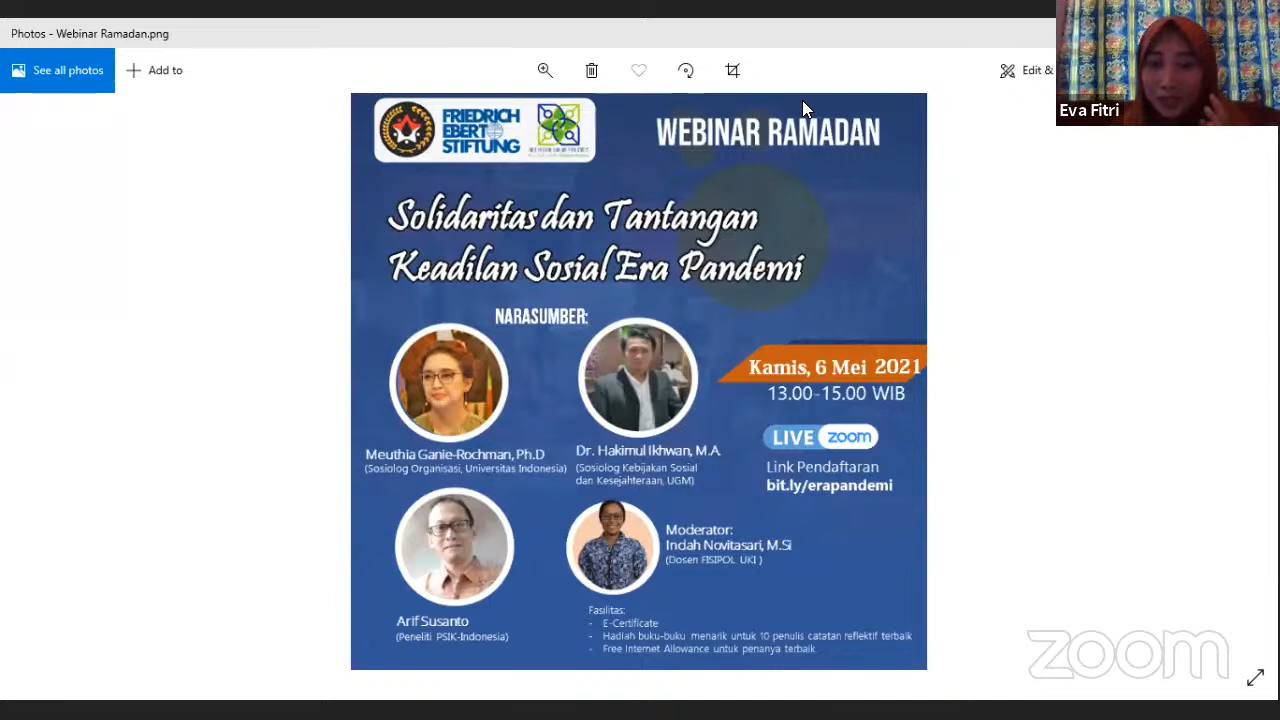 Photos - Webinar Ramadan.png
See all photos
Add to
Edit &
Eva Fitri
FRIEDRICH
EBERT
STIFTUNG
WEBINAR RAMADAN
Solidaritas dan Tantangan
Keadilan Sosial Era Pandemi
NARASUMBER:
Kamis, 6 Mei 2021
13.00-15.00 WIB
LIVE zoom
Link Pendaftaran
bit.ly/erapandemi
Meuthia Ganie-Rochman, Ph.D
(Sosiolog Organisasi, Universitas Indonesia)
Dr. Hakimul Ikhwan, M.A.
(Sosiolog Kebijakan Sosial
dan Kesejahteraan, UGM)
Moderator:
Indah Novitasari, M.Si
(Dosen FISIPOL UKI )
Arif Susanto
(Peneliti PSIK-Indonesia)
Fasilitas:
- E-Certificate
- Hadiah buku-buku menarik untuk 10 penulis catatan reflektif terbaik
- Free Internet Allowance untuk penanya terbaik
zoom